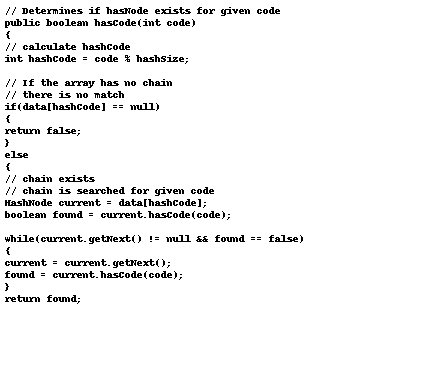 // Determines if hasNode exists for given code
public boolean hasCode(int code)
{
// calculate hashCode
int hashCode = code % hashSize;

// If the array has no chain
// there is no match
if(data[hashCode] == null)
{
return false;
}
else
{
// chain exists
// chain is searched for given code
HashNode current = data[hashCode];
boolean found = current.hasCode(code);

while(current.getNext() != null && found == false)
{
current = current.getNext();
found = current.hasCode(code);
}
return found;